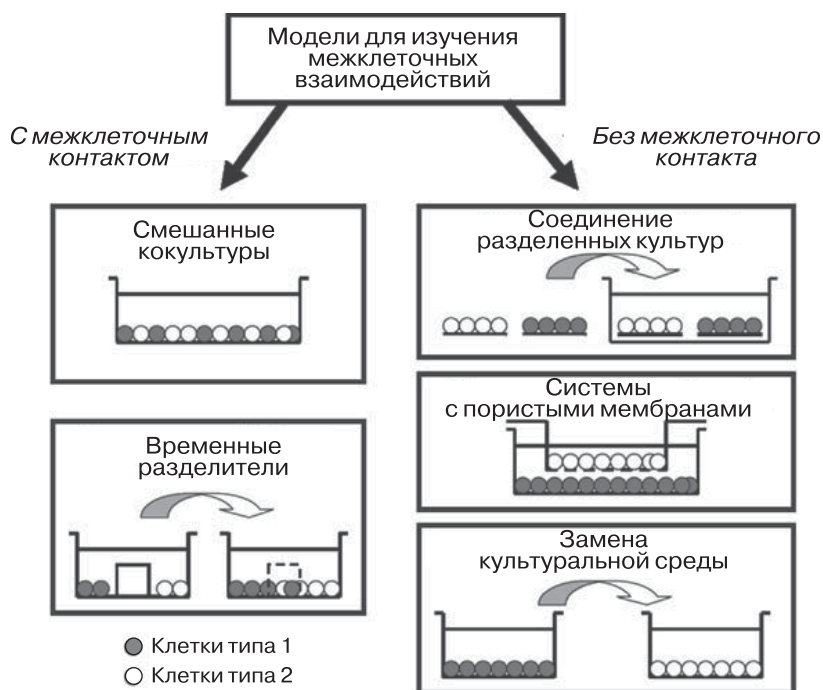 Модели для изучения
межклеточных
взаимодействий
С межклеточным
контактом
Без межклеточного
контакта
Смешанные
кокультуры
Временные
разделители
Соединение
разделенных культур
Системы
с пористыми мембранами
Замена
культуральной среды
Клетки типа 1
Клетки типа 2